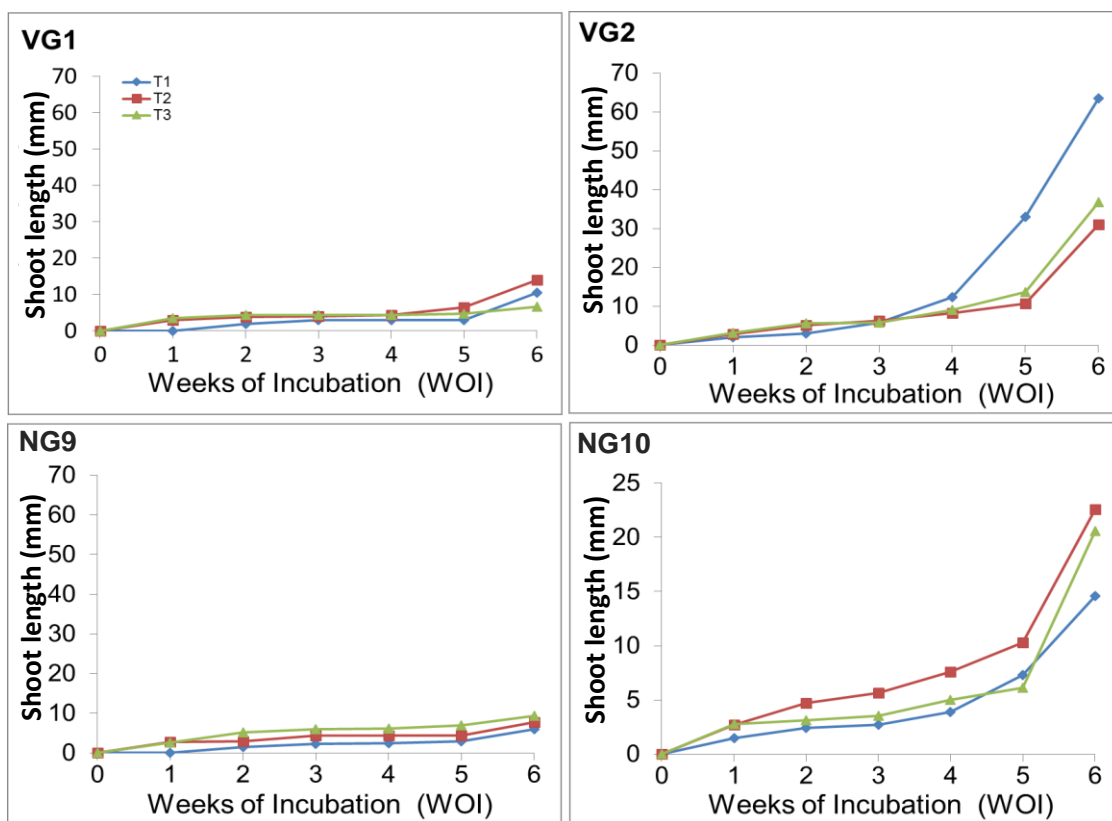 VG1
70
60
50
40
30
20
10
0
Shoot length (mm)
T1
T2
T3
0 1 2 3 4 5 6
Weeks of Incubation (WOI)
VG2
70
60
50
40
30
20
10
0
Shoot length (mm)
0 1 2 3 4 5 6
Weeks of Incubation (WOI)
NG9
70
60
50
40
30
20
10
0
Shoot length (mm)
0 1 2 3 4 5 6
Weeks of Incubation (WOI)
NG10
25
20
15
10
5
0
Shoot length (mm)
0 1 2 3 4 5 6
Weeks of Incubation (WOI)